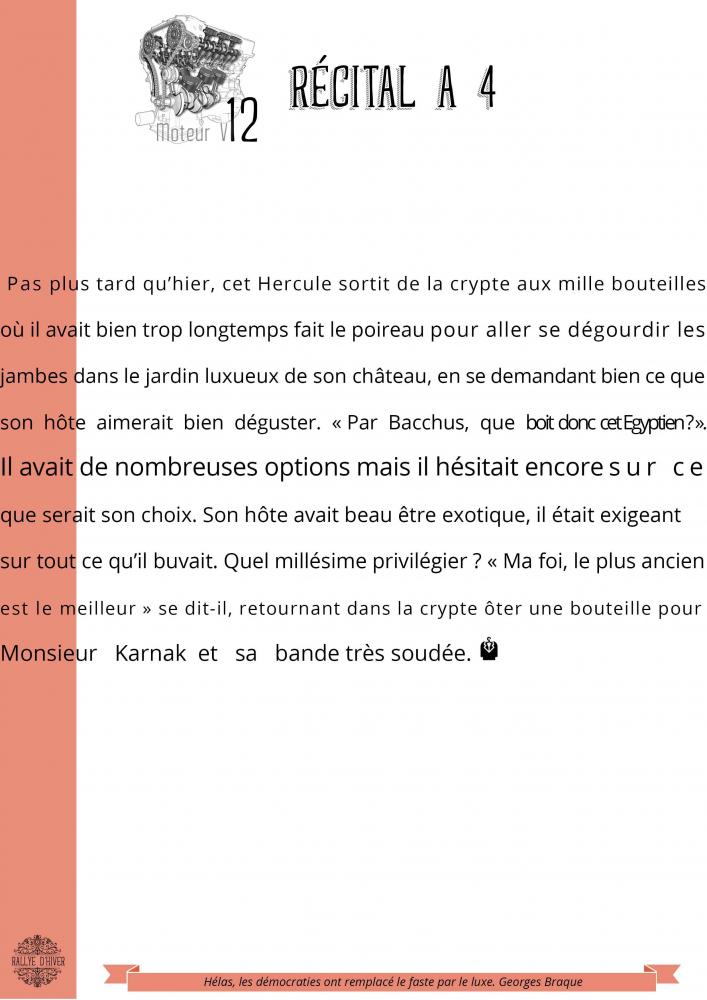 Moteur V12
RÉCITAL A 4
Pas plus tard qu’hier, cet Hercule sortit de la crypte aux mille bouteilles
où il avait bien trop longtemps fait le poireau pour aller se dégourdir les
jambes dans le jardin luxueux de son château, en se demandant bien ce que
son hôte aimerait bien déguster. « Par Bacchus, que boit donc cet Egyptien ? ».
Il avait de nombreuses options mais il hésitait encore sur ce
que serait son choix. Son hôte avait beau être exotique, il était exigeant
sur tout ce qu’il buvait. Quel millésime privilégier ? « Ma foi, le plus ancien
est le meilleur » se dit-il, retournant dans la crypte ôter une bouteille pour
Monsieur Karnak et sa bande très soudée.
RALLYE D'HIVER
Hélas, les démocraties ont remplacé le faste par le luxe. Georges Braque